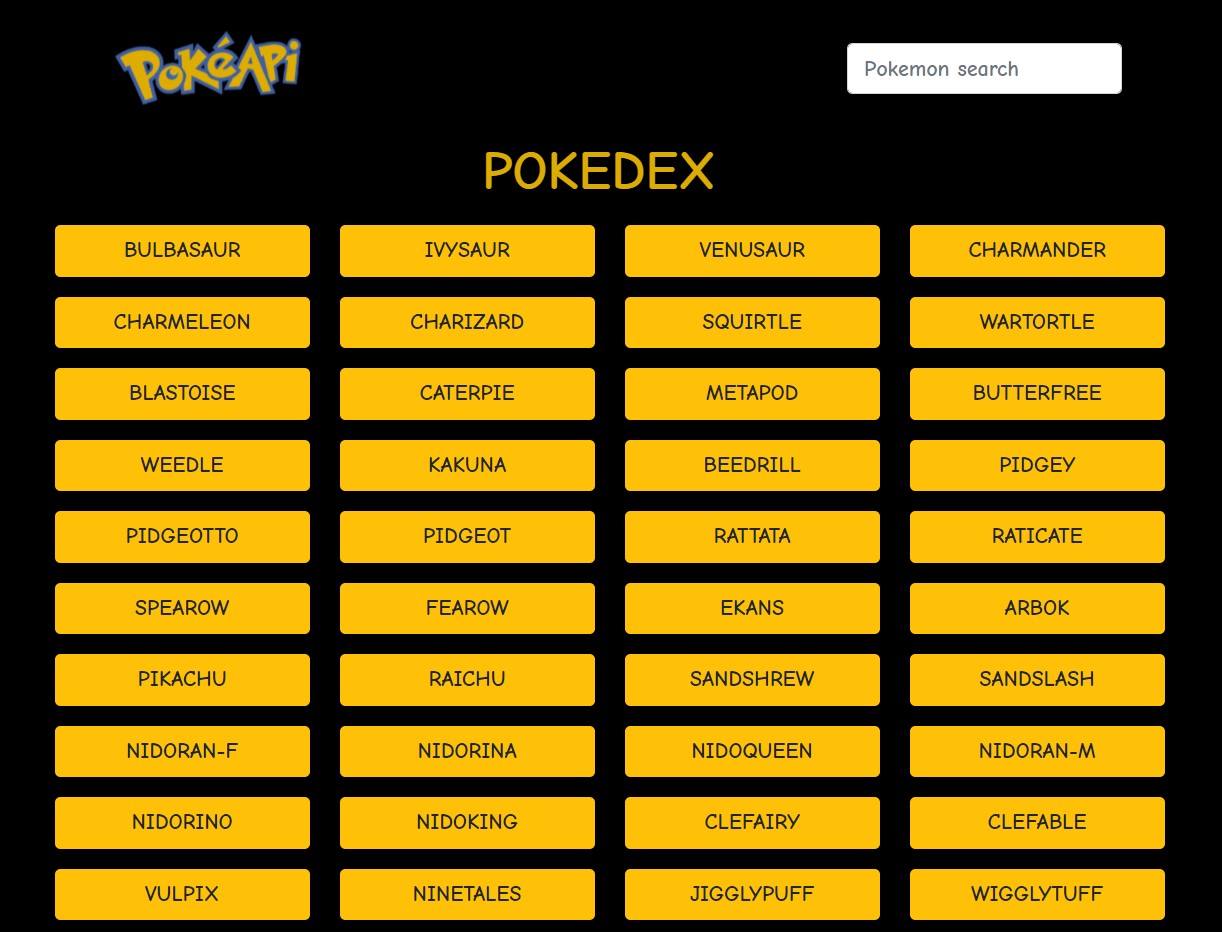 PokéAPi
Pokemon search
POKEDEX
BULBASAUR IVYSAUR VENUSAUR CHARMANDER
CHARMELEON CHARIZARD SQUIRTLE WARTORTLE
BLASTOISE CATERPIE METAPOD BUTTERFREE
WEEDLE KAKUNA BEEDRILL PIDGEY
PIDGEOTTO PIDGEOT RATTATA RATICATE
SPEAROW FEAROW EKANS ARBOK
PIKACHU RAICHU SANDSHREW SANDSLASH
NIDORAN-F NIDORINA NIDOQUEEN NIDORAN-M
NIDORINO NIDOKING CLEFAIRY CLEFABLE
VULPIX NINETALES JIGGLYPUFF WIGGLYTUFF